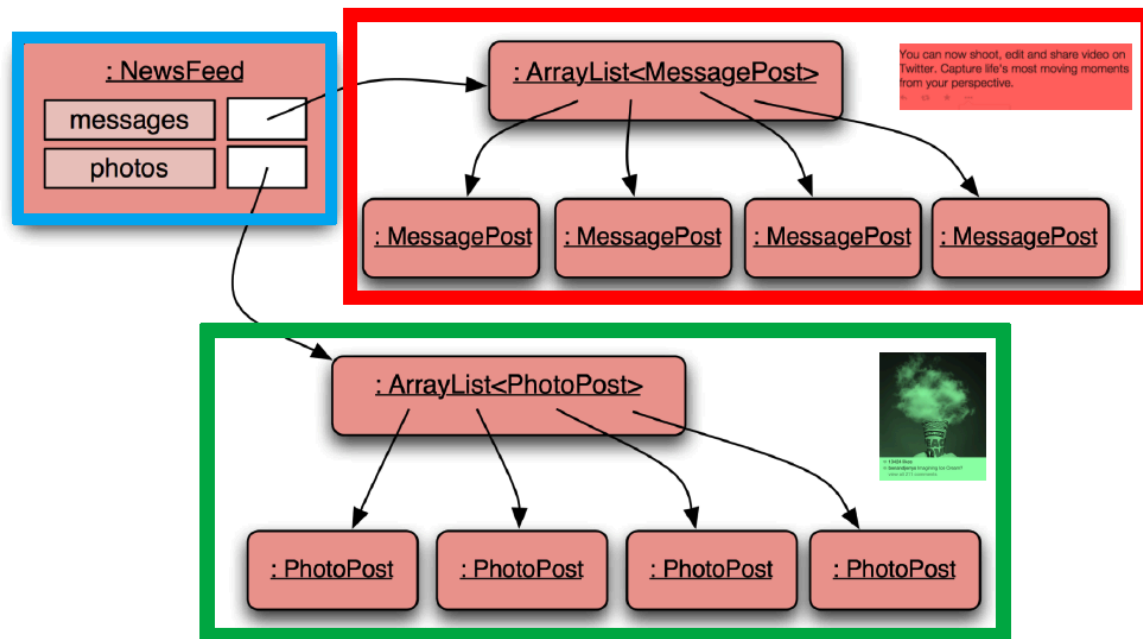 : NewsFeed
messages
photos
: ArrayList<MessagePost>
You can now shoot, edit and share video on
Twitter. Capture life's most moving moments
from your perspective.
: MessagePost
: MessagePost
: MessagePost
: MessagePost
: ArrayList<PhotoPost>
: PhotoPost
: PhotoPost
: PhotoPost
: PhotoPost